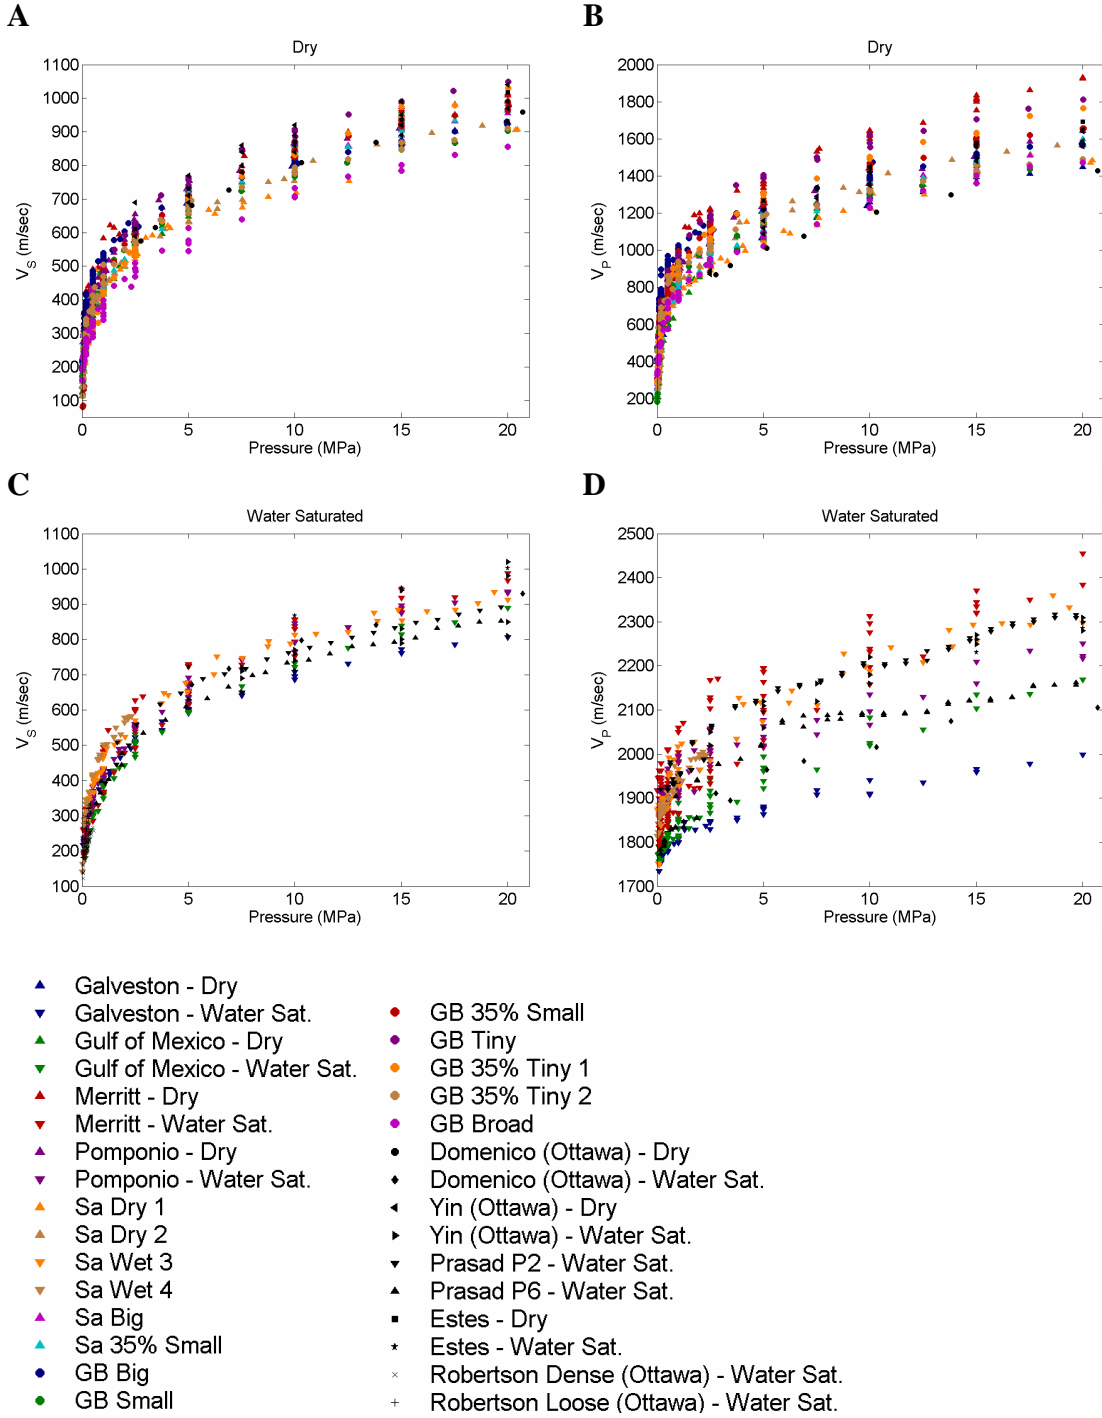 A
B
Dry
Dry
1100
1000
900
800
700
600
500
400
300
200
100
V_S (m/sec)
0
5
10
15
20
Pressure (MPa)
2000
1800
1600
1400
1200
1000
800
600
400
200
V_P (m/sec)
0
5
10
15
20
Pressure (MPa)
C
D
Water Saturated
Water Saturated
1100
1000
900
800
700
600
500
400
300
200
100
V_S (m/sec)
0
5
10
15
20
Pressure (MPa)
2500
2400
2300
2200
2100
2000
1900
1800
1700
V_P (m/sec)
0
5
10
15
20
Pressure (MPa)
Galveston - Dry
Galveston - Water Sat.
Gulf of Mexico - Dry
Gulf of Mexico - Water Sat.
Merritt - Dry
Merritt - Water Sat.
Pomponio - Dry
Pomponio - Water Sat.
Sa Dry 1
Sa Dry 2
Sa Wet 3
Sa Wet 4
Sa Big
Sa 35% Small
GB Big
GB Small
GB 35% Small
GB Tiny
GB 35% Tiny 1
GB 35% Tiny 2
GB Broad
Domenico (Ottawa) - Dry
Domenico (Ottawa) - Water Sat.
Yin (Ottawa) - Dry
Yin (Ottawa) - Water Sat.
Prasad P2 - Water Sat.
Prasad P6 - Water Sat.
Estes - Dry
Estes - Water Sat.
Robertson Dense (Ottawa) - Water Sat.
Robertson Loose (Ottawa) - Water Sat.